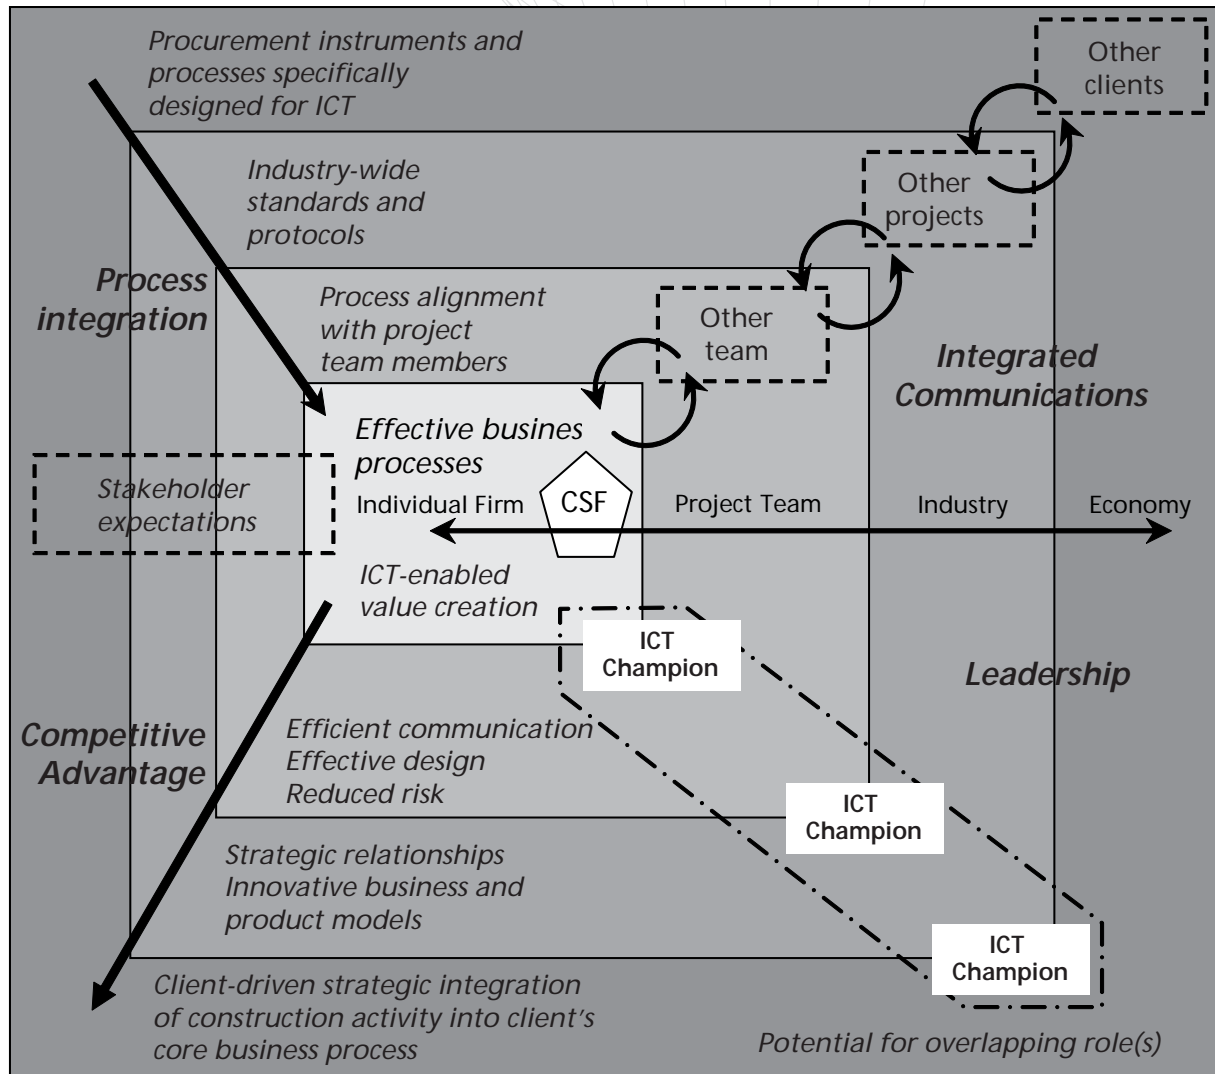 Procurement instruments and
processes specifically
designed for ICT
Other
clients
Industry-wide
standards and
protocols
Other
projects
Process
integration
Process alignment
with project
team members
Other
team
Integrated
Communications
Effective busines
processes
Stakeholder
expectations
Individual Firm
CSF
Project Team
Industry
Economy
ICT-enabled
value creation
ICT
Champion
Leadership
Competitive
Advantage
Efficient communication
Effective design
Reduced risk
ICT
Champion
Strategic relationships
Innovative business and
product models
ICT
Champion
Client-driven strategic integration
of construction activity into client's
core business process
Potential for overlapping role(s)